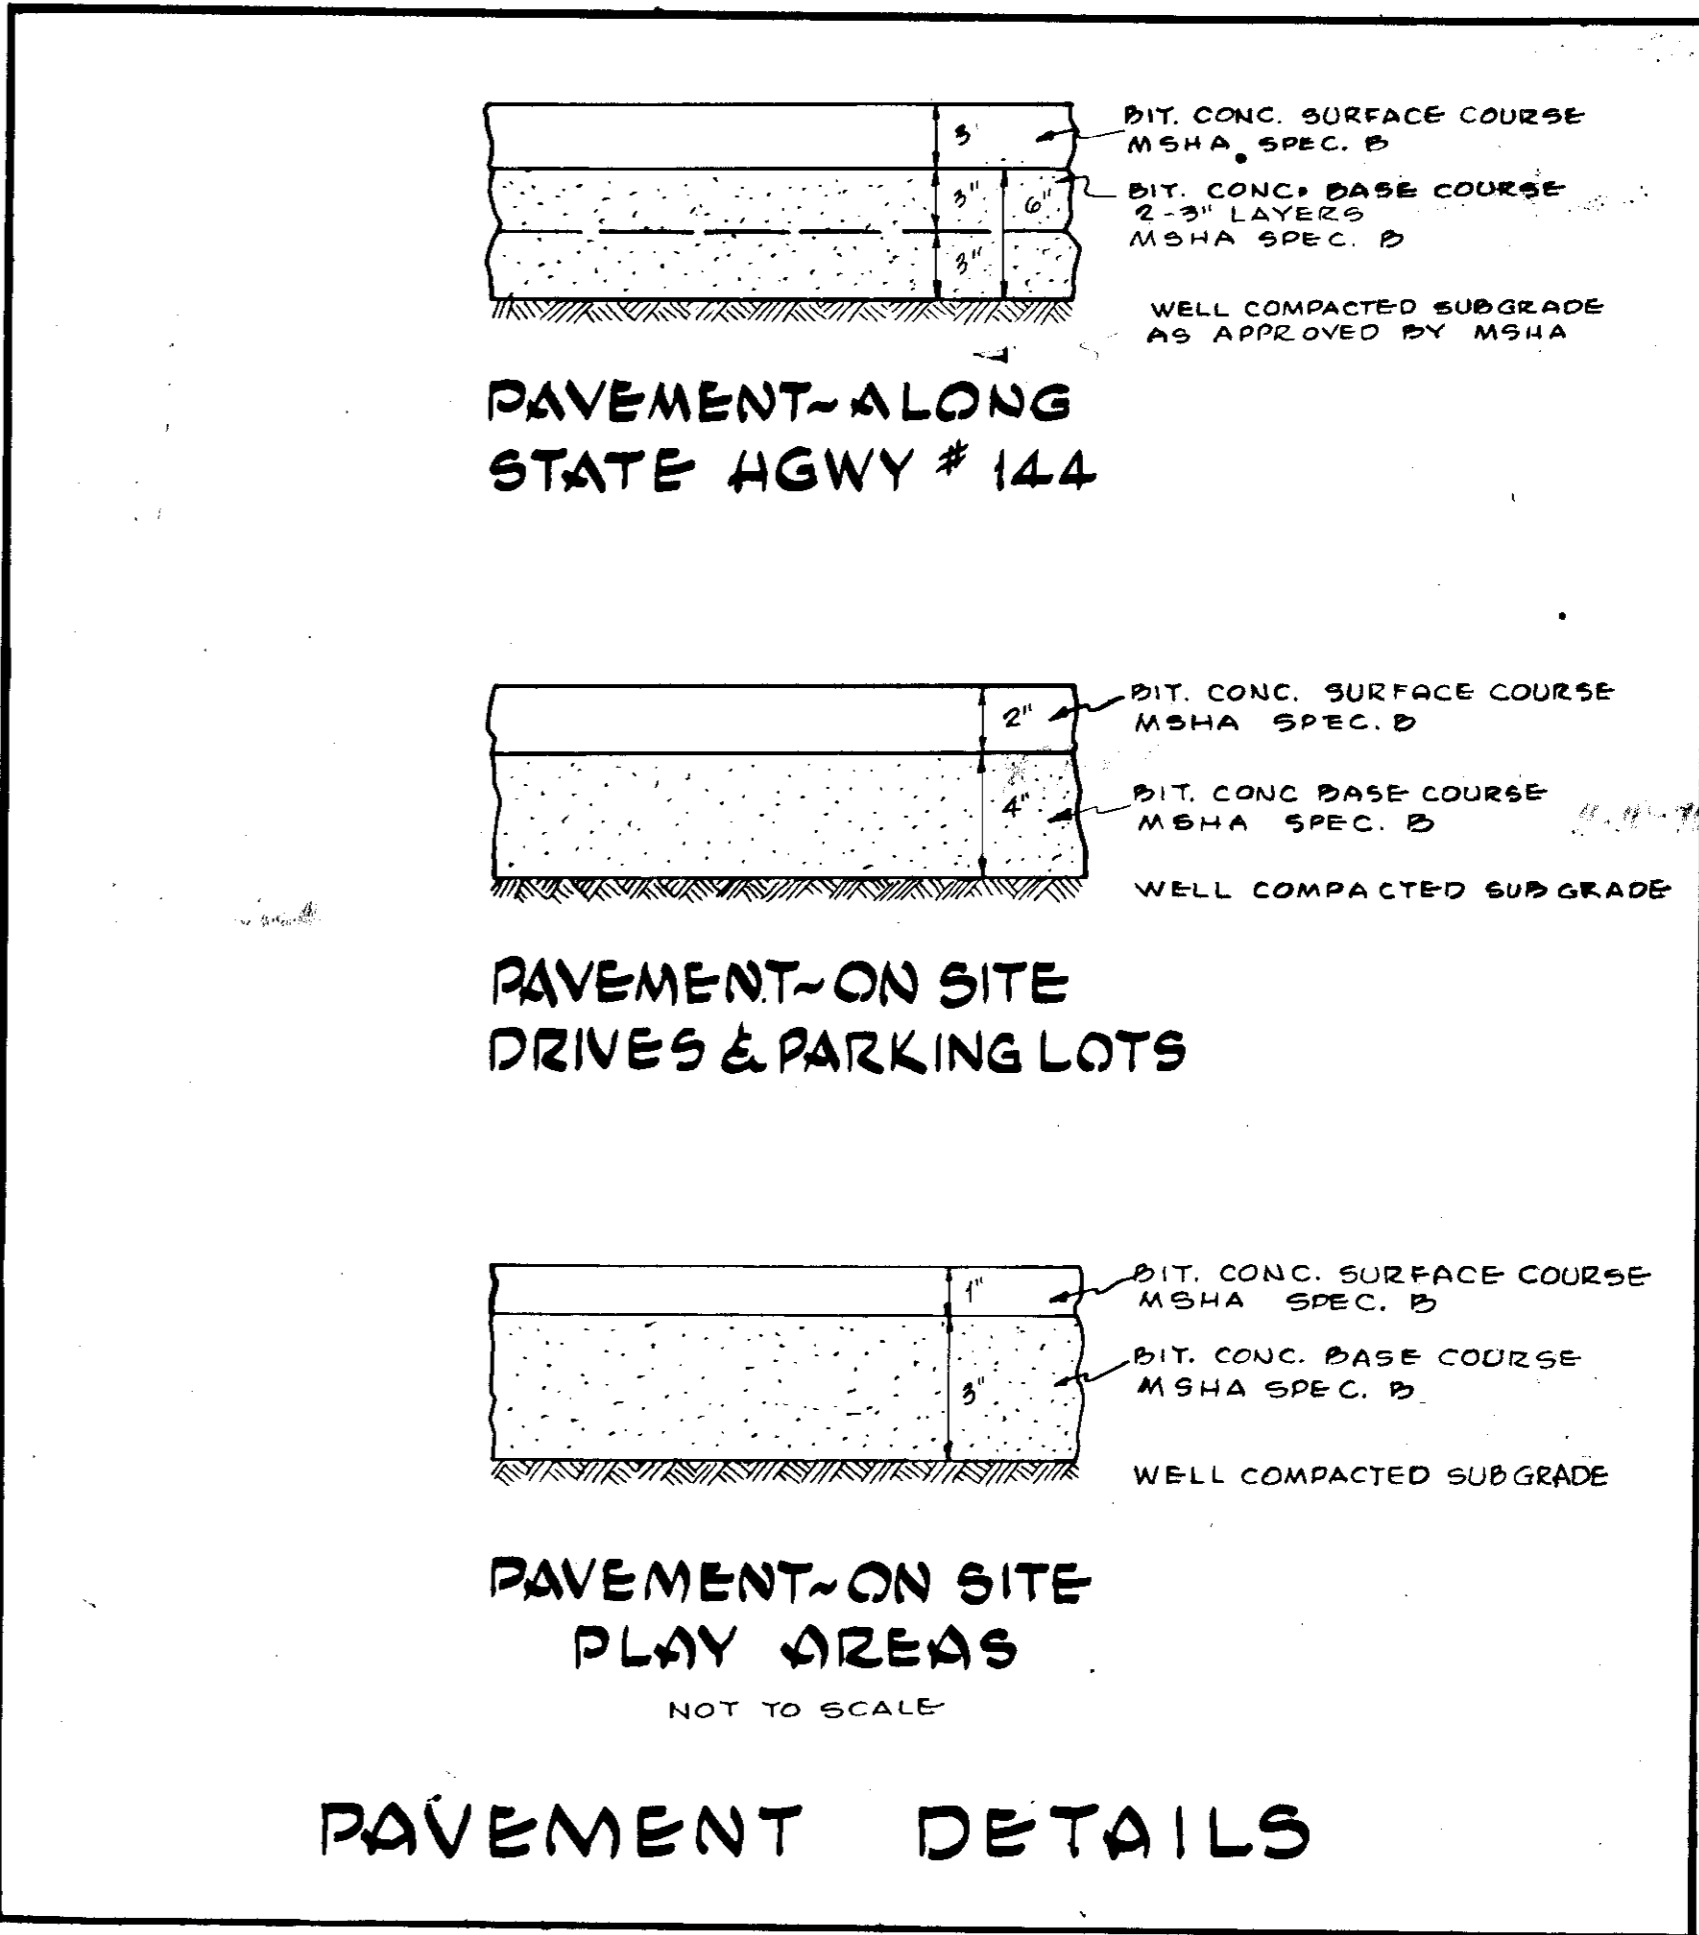 3'
BIT. CONC. SURFACE COURSE
MSHA. SPEC. B
3"
6"
BIT. CONC. BASE COURSE
2-3" LAYERS
MSHA SPEC. B
3"
WELL COMPACTED SUBGRADE
AS APPROVED BY MSHA
PAVEMENT~ALONG
STATE HGWY # 144
2"
BIT. CONC. SURFACE COURSE
MSHA SPEC. B
4"
BIT. CONC BASE COURSE
MSHA SPEC. B
WELL COMPACTED SUBGRADE
PAVEMENT~ON SITE
DRIVES & PARKING LOTS
1"
BIT. CONC. SURFACE COURSE
MSHA SPEC. B
3"
BIT. CONC. BASE COURSE
MSHA SPEC. B
WELL COMPACTED SUBGRADE
PAVEMENT~ON SITE
PLAY AREAS
NOT TO SCALE
PAVEMENT DETAILS